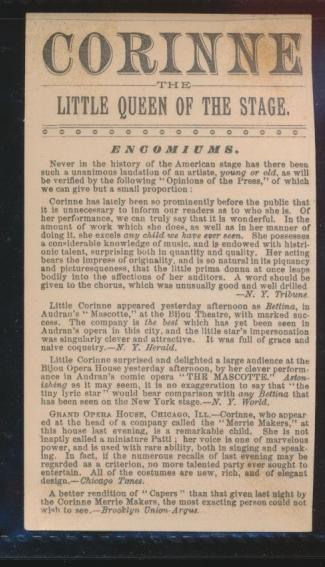 CORINNE
THE
LITTLE QUEEN OF THE STAGE.
ENCOMIUMS.
Never in the history of the American stage has there been
such a unanimous laudation of an artiste, young or old, as will
be verified by the following "Opinions of the Press," of which
we can give but a small proportion:
Corinne has lately been so prominently before the public that
it is unnecessary to inform our readers as to who she is. Of
her performance, we can truly say that it is wonderful. In the
amount of work which she does, as well as in her manner of
doing it, she excels any child we have ever seen. She possesses
a considerable knowledge of music, and is endowed with histri-
onic talent, surprising both in quantity and quality. Her acting
bears the impress of originality, and is so natural in its piquancy
and picturesqueness, that the little prima donna at once leaps
bodily into the affections of her auditors. A word should be
given to the chorus, which was unusually good and well drilled
—N. Y. Tribune.
Little Corinne appeared yesterday afternoon as Bettina, in
Audran's "Mascotte," at the Bijou Theatre, with marked suc-
cess. The company is the best which has yet been seen in
Audran's opera in this city, and the little star's impersonation
was singularly clever and attractive. It was full of grace and
naive coquetry.—N. Y. Herald.
Little Corinne surprised and delighted a large audience at the
Bijou Opera House yesterday afternoon, by her clever perform-
ance in Audran's comic opera "THE MASCOTTE." Aston-
ishing as it may seem, it is no exaggeration to say that "the
tiny lyric star" would bear comparison with any Bettina that
has been seen on the New York stage.—N. Y. World.
GRAND OPERA HOUSE, CHICAGO, ILL.—Corinne, who appear-
ed at the head of a company called the "Merrie Makers," at
this house last evening, is a remarkable child. She is not
inaptly called a miniature Patti; her voice is one of marvelous
power, and is used with rare ability, both in singing and speak-
ing. In fact, if the numerous recalls of last evening may be
regarded as a criterion, no more talented party ever sought to
entertain. All of the costumes are new, rich, and of elegant
design.—Chicago Times.
A better rendition of "Capers" than that given last night by
the Corinne Merrie Makers, the most exacting person could not
wish to see.—Brooklyn Union-Argus.